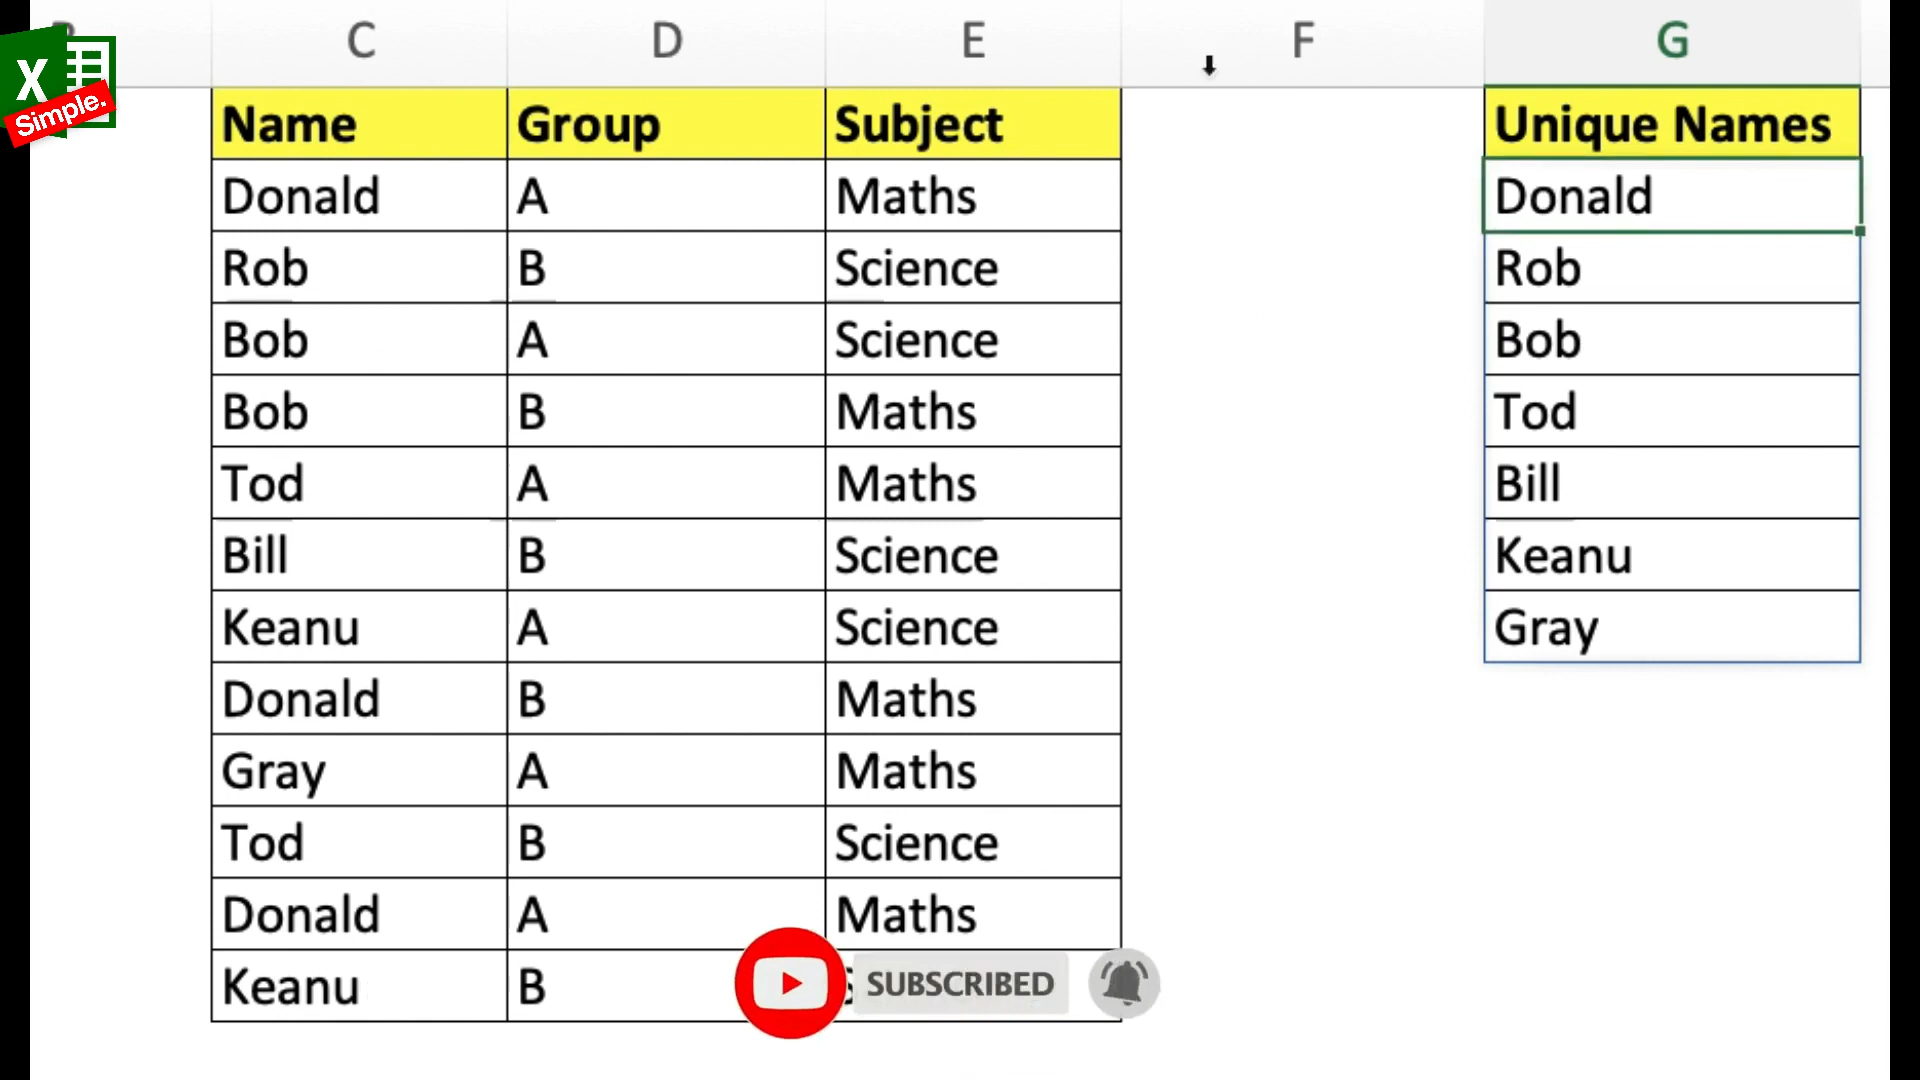 C D E F G
X
Simple.
Name Group Subject Unique Names
Donald A Maths Donald
Rob B Science Rob
Bob A Science Bob
Bob B Maths Tod
Tod A Maths Bill
Bill B Science Keanu
Keanu A Science Gray
Donald B Maths
Gray A Maths
Tod B Science
Donald A Maths
Keanu B
SUBSCRIBED